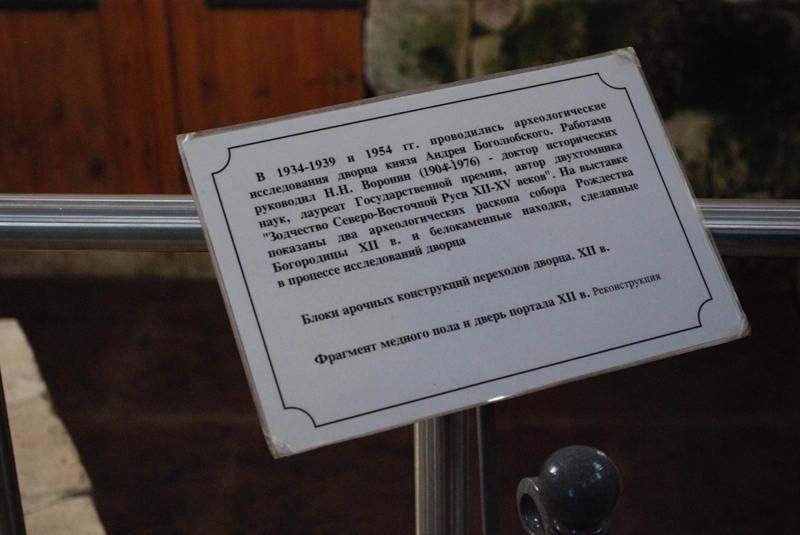 В 1934-1939 и 1954 гг. проводились археологические
исследования дворца князя Андрея Боголюбского. Работами
руководил Н.Н. Воронин (1904-1976) - доктор исторических
наук, лауреат Государственной премии, автор двухтомника
"Зодчество Северо-Восточной Руси XII-XV веков". На выставке
показаны два археологических раскопа собора Рождества
Богородицы XII в. и белокаменные находки, сделанные
в процессе исследований дворца
Блоки арочных конструкций переходов дворца. XII в.
Фрагмент медного пола и дверь портала XII в. Реконструкция